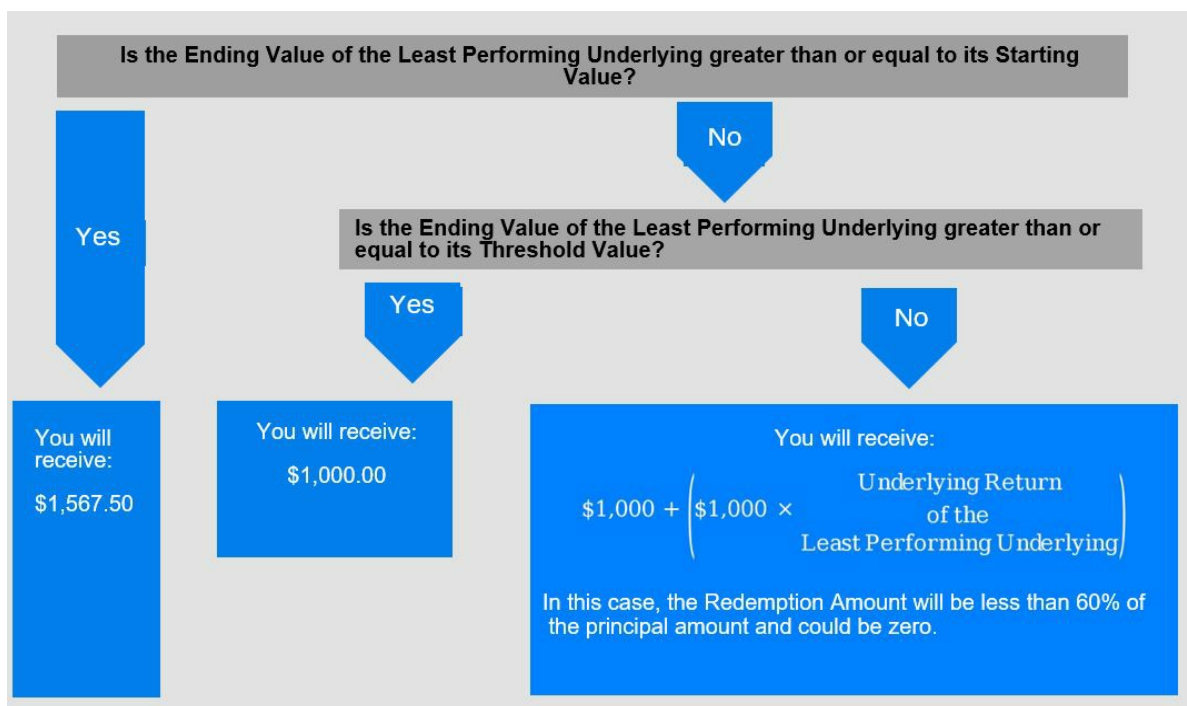 Is the Ending Value of the Least Performing Underlying greater than or equal to its Starting
Value?
No
Yes
Is the Ending Value of the Least Performing Underlying greater than or
equal to its Threshold Value?
Yes
No
You will
receive:
$1,567.50
You will receive:
$1,000.00
You will receive:
$1,000 + ($1,000 × Underlying Return
of the
Least Performing Underlying)
In this case, the Redemption Amount will be less than 60% of
the principal amount and could be zero.